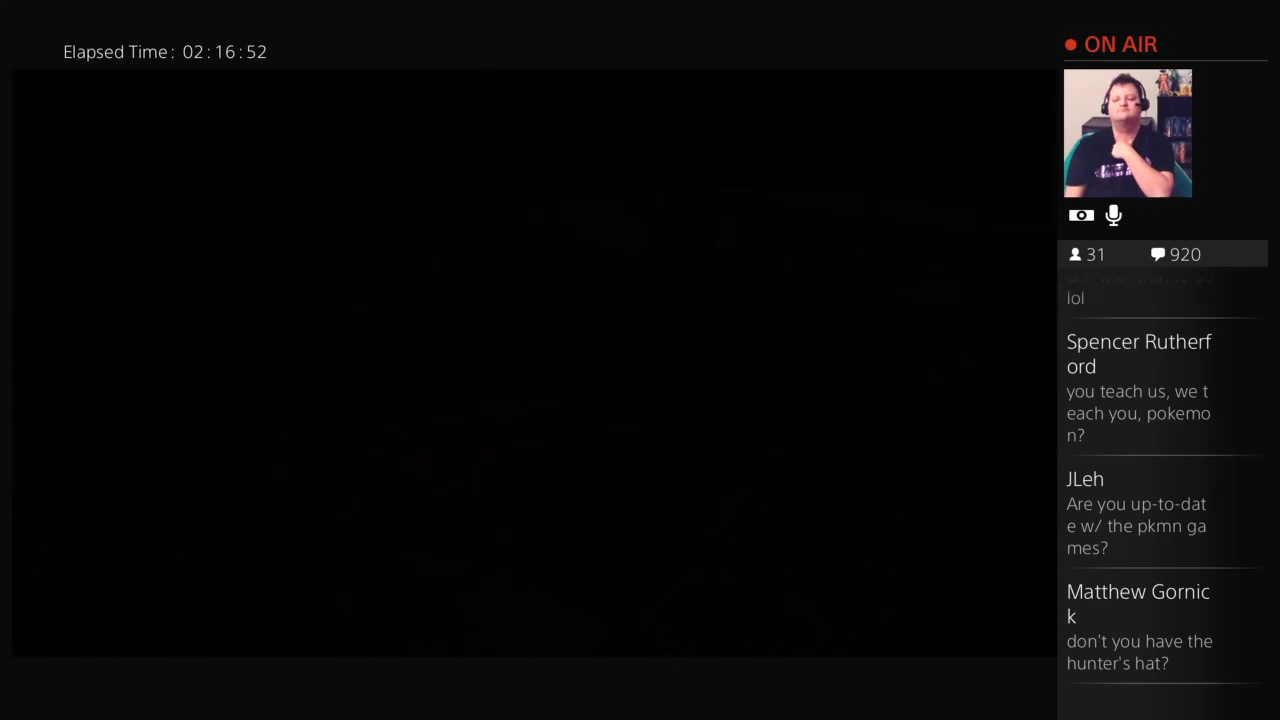 Elapsed Time: 02:16:52
ON AIR
31 920
lol
Spencer Rutherf
ord
you teach us, we t
each you, pokemo
n?
JLeh
Are you up-to-dat
e w/ the pkmn ga
mes?
Matthew Gornic
k
don't you have the
hunter's hat?